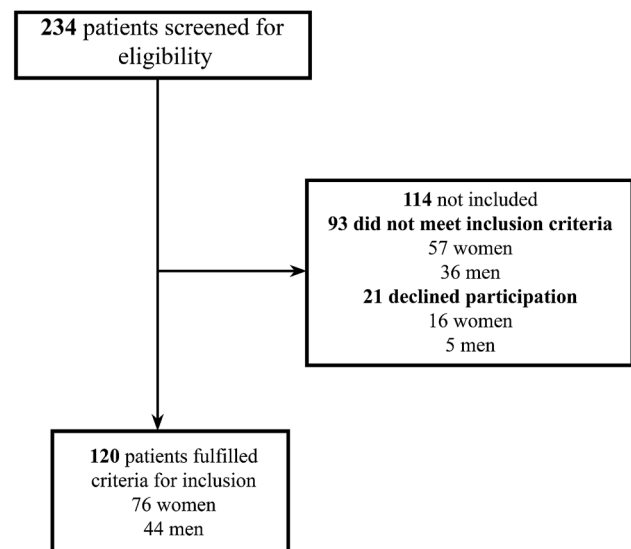 234 patients screened for
eligibility
114 not included
93 did not meet inclusion criteria
57 women
36 men
21 declined participation
16 women
5 men
120 patients fulfilled
criteria for inclusion
76 women
44 men